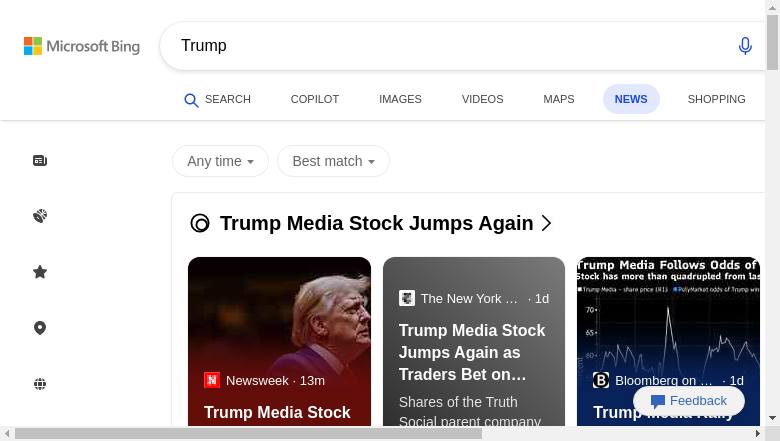 Microsoft Bing
Trump
SEARCH
COPILOT
IMAGES
VIDEOS
MAPS
NEWS
SHOPPING
Any time
Best match
Trump Media Stock Jumps Again
Newsweek · 13m
Trump Media Stock
The New York ... · 1d
Trump Media Stock
Jumps Again as
Traders Bet on...
Shares of the Truth
Social parent company
Trump Media Follows Odds of
Stock has more than quadrupled from las
Trump Media - share price (R1) PolyMarket odds of Trump win
70
65
60
Bloomberg on ... · 1d
Trump Media Rally
Feedback